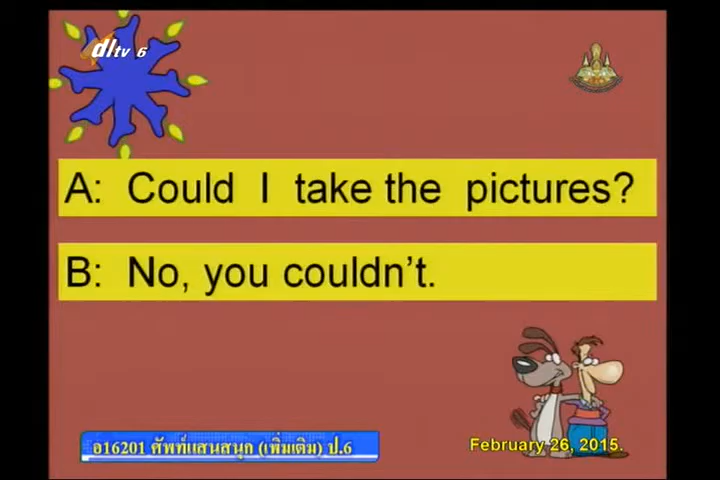 dltv 6
A: Could I take the pictures?
B: No, you couldn't.
อ16201 ศัพท์แสนสนุก (เพิ่มเติม) ป.6
February 26, 2015.